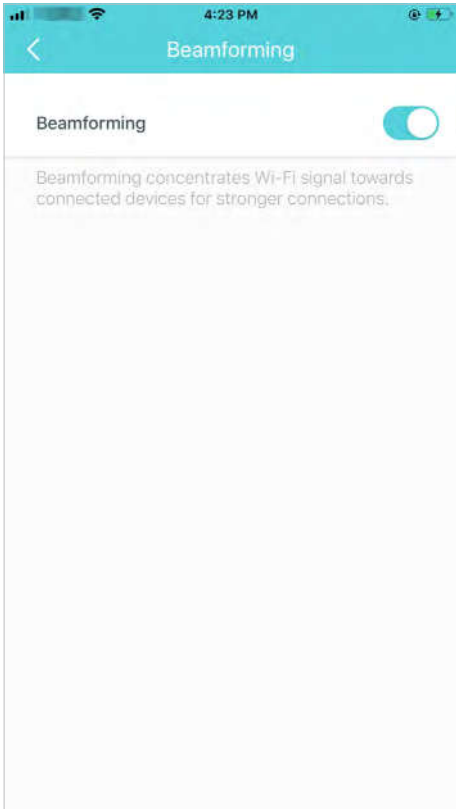 4:23 PM
Beamforming
Beamforming
Beamforming concentrates Wi-Fi signal towards
connected devices for stronger connections.